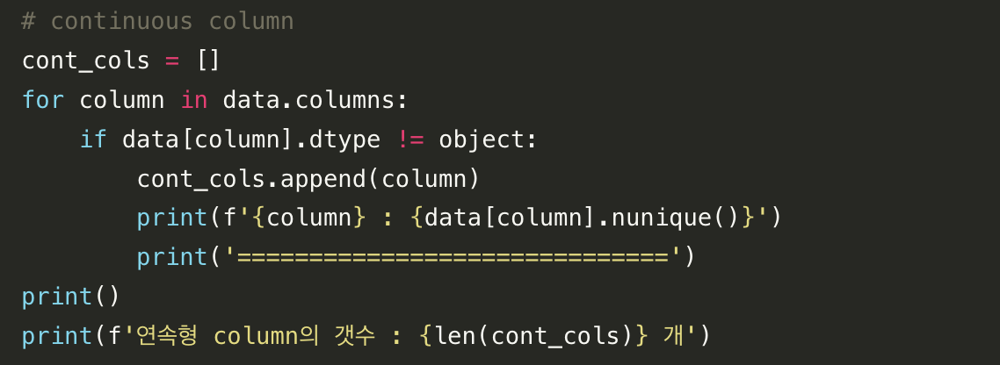 # continuous column
cont_cols = []
for column in data.columns:
    if data[column].dtype != object:
        cont_cols.append(column)
        print(f'{column} : {data[column].nunique()}')
        print('==============================')
print()
print(f'연속형 column의 갯수 : {len(cont_cols)} 개')